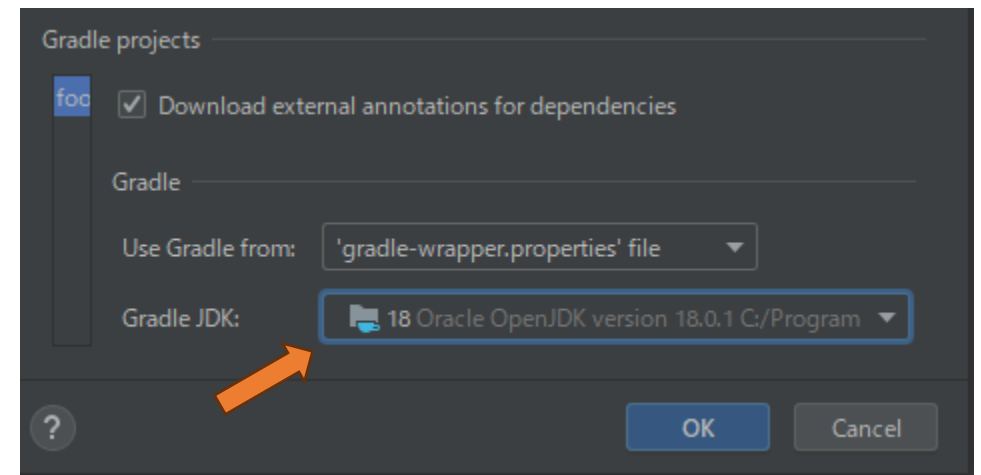 Gradle projects
foo
Download external annotations for dependencies
Gradle
Use Gradle from: 'gradle-wrapper.properties' file
Gradle JDK: 18 Oracle OpenJDK version 18.0.1 C:/Program
? OK Cancel